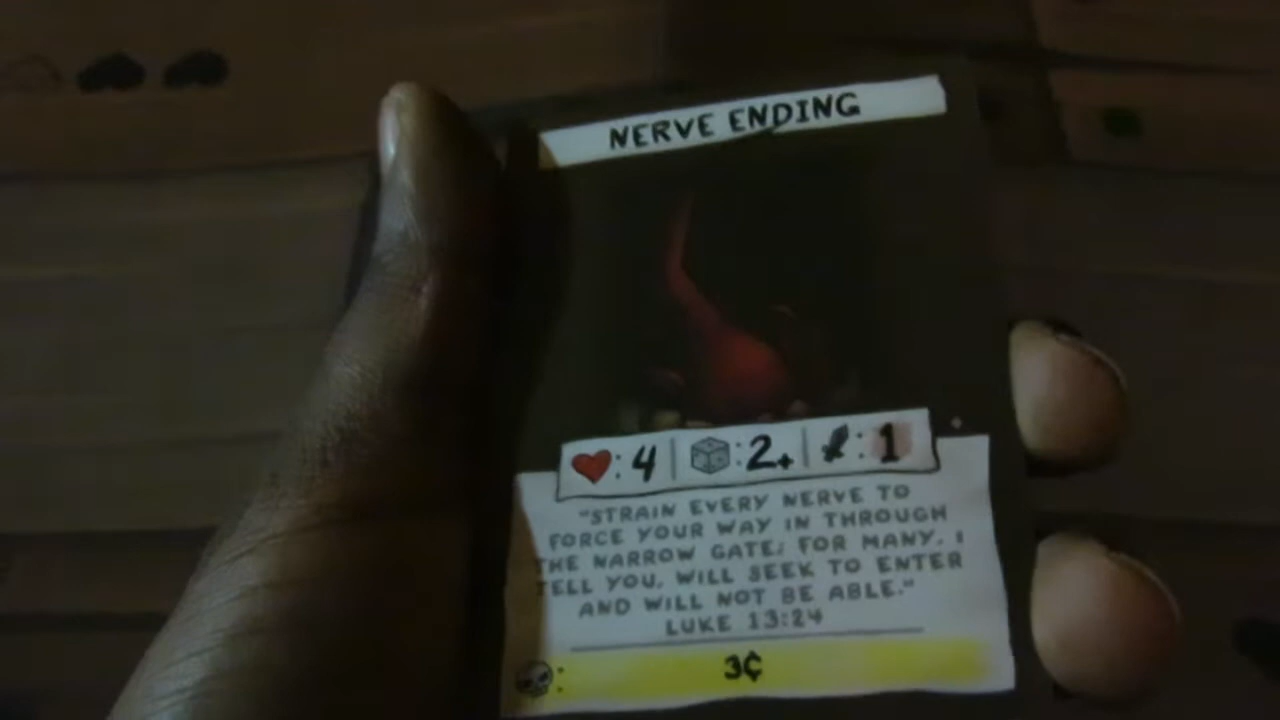 NERVE ENDING
: 4 | : 2+ | : 1
"STRAIN EVERY NERVE TO
FORCE YOUR WAY IN THROUGH
THE NARROW GATE; FOR MANY, I
TELL YOU, WILL SEEK TO ENTER
AND WILL NOT BE ABLE."
LUKE 13:24
: 3¢